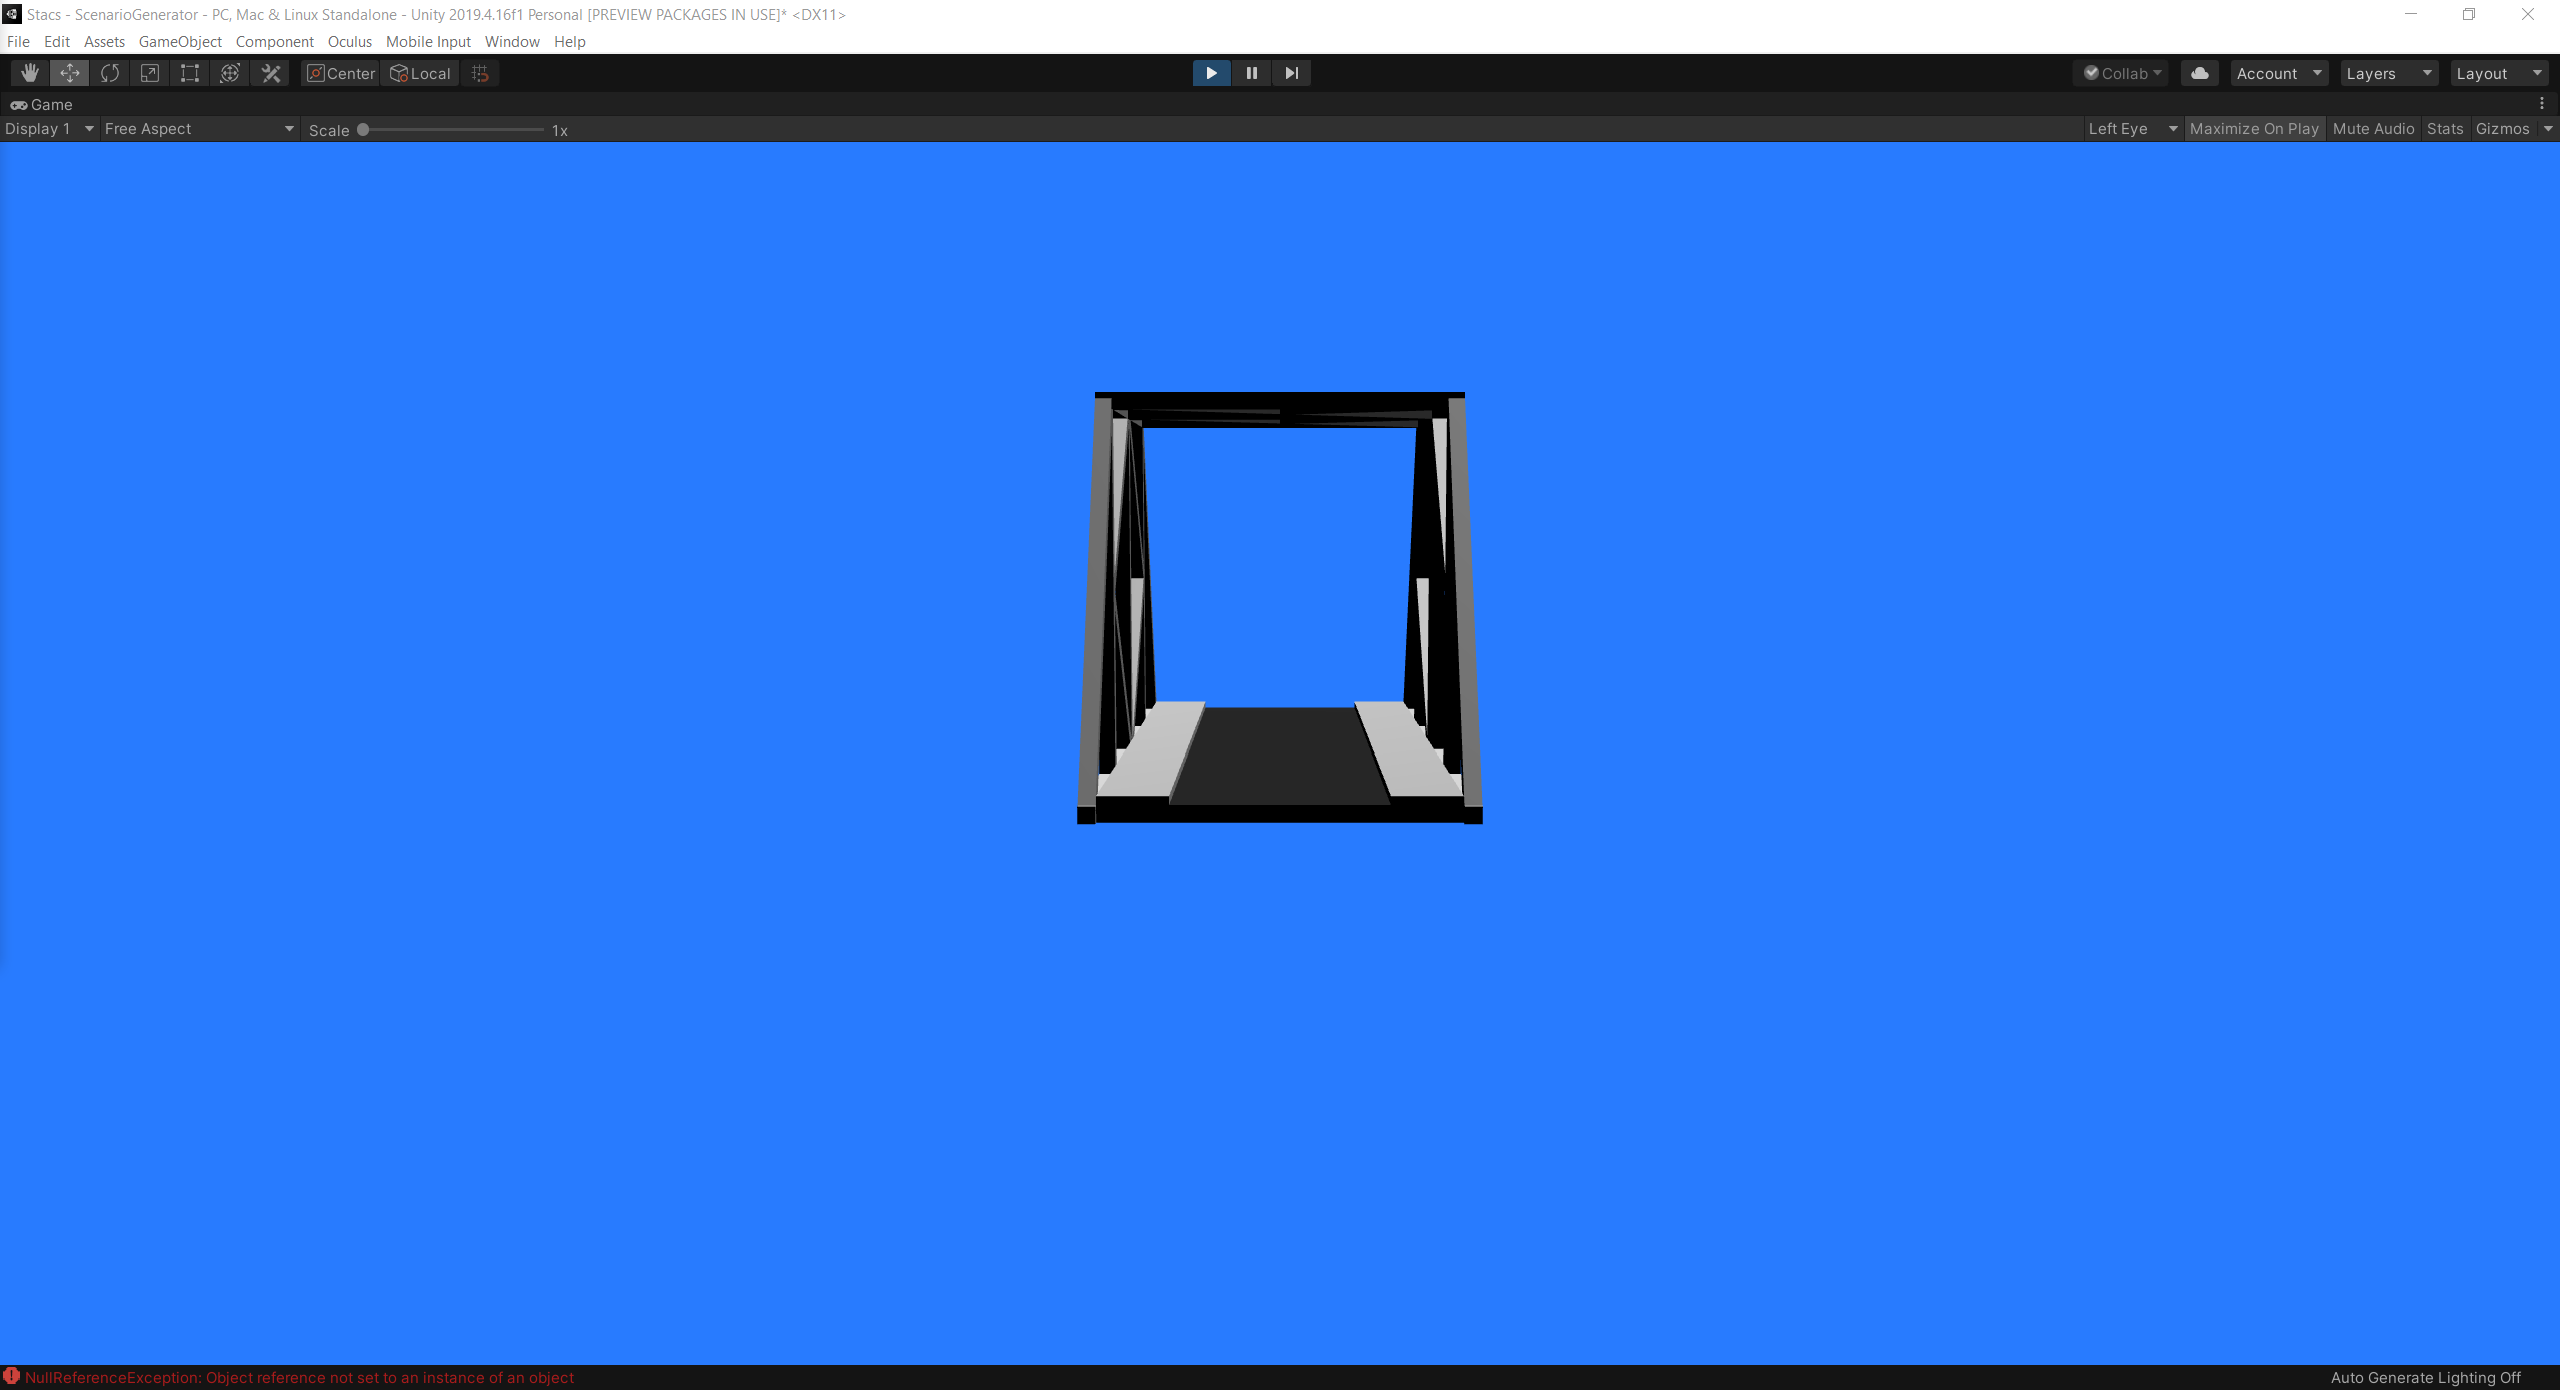 Stacs - ScenarioGenerator - PC, Mac & Linux Standalone - Unity 2019.4.16f1 Personal [PREVIEW PACKAGES IN USE]* <DX11>
File Edit Assets GameObject Component Oculus Mobile Input Window Help
Center Local Collab Account Layers Layout
Game
Display 1 Free Aspect Scale 1x Left Eye Maximize On Play Mute Audio Stats Gizmos
NullReferenceException: Object reference not set to an instance of an object Auto Generate Lighting Off